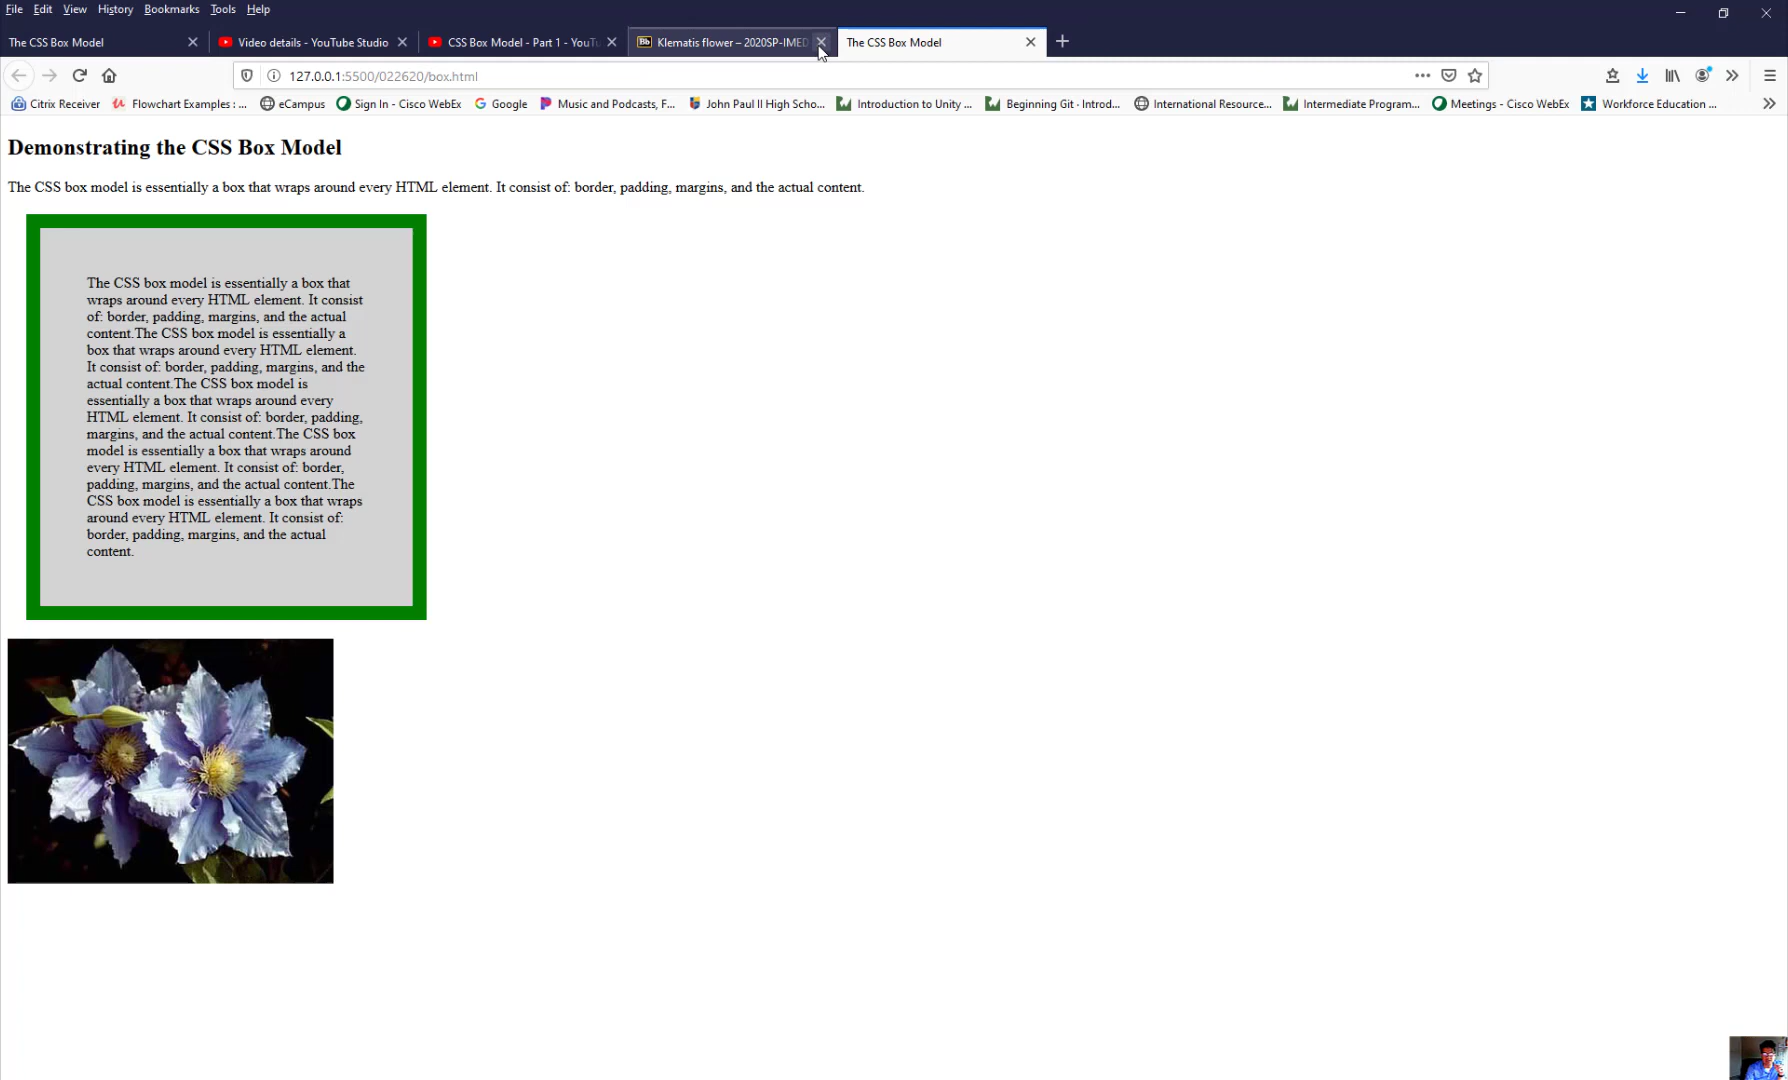 File Edit View History Bookmarks Tools Help
The CSS Box Model
Video details - YouTube Studio
CSS Box Model - Part 1 - YouTu
Bb Klematis flower – 2020SP-IMED
The CSS Box Model
127.0.0.1:5500/022620/box.html
Citrix Receiver
Flowchart Examples : ...
eCampus
Sign In - Cisco WebEx
Google
Music and Podcasts, F...
John Paul II High Scho...
Introduction to Unity ...
Beginning Git - Introd...
International Resource...
Intermediate Program...
Meetings - Cisco WebEx
Workforce Education ...
Demonstrating the CSS Box Model
The CSS box model is essentially a box that wraps around every HTML element. It consist of: border, padding, margins, and the actual content.
The CSS box model is essentially a box that
wraps around every HTML element. It consist
of: border, padding, margins, and the actual
content.The CSS box model is essentially a
box that wraps around every HTML element.
It consist of: border, padding, margins, and the
actual content.The CSS box model is
essentially a box that wraps around every
HTML element. It consist of: border, padding,
margins, and the actual content.The CSS box
model is essentially a box that wraps around
every HTML element. It consist of: border,
padding, margins, and the actual content.The
CSS box model is essentially a box that wraps
around every HTML element. It consist of:
border, padding, margins, and the actual
content.